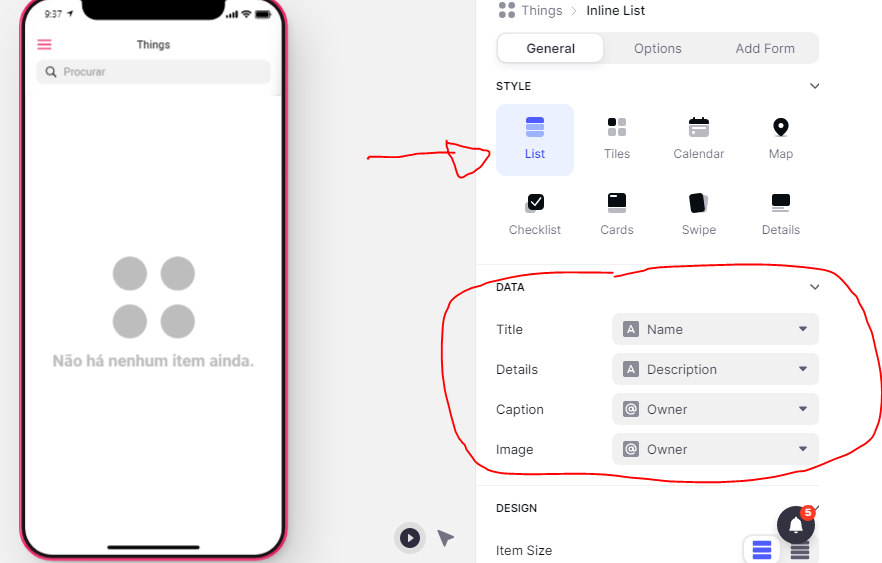 9:37
Things
Procurar
Não há nenhum item ainda.
Things > Inline List
General Options Add Form
STYLE
List Tiles Calendar Map
Checklist Cards Swipe Details
DATA
Title A Name
Details A Description
Caption @ Owner
Image @ Owner
DESIGN
5
Item Size